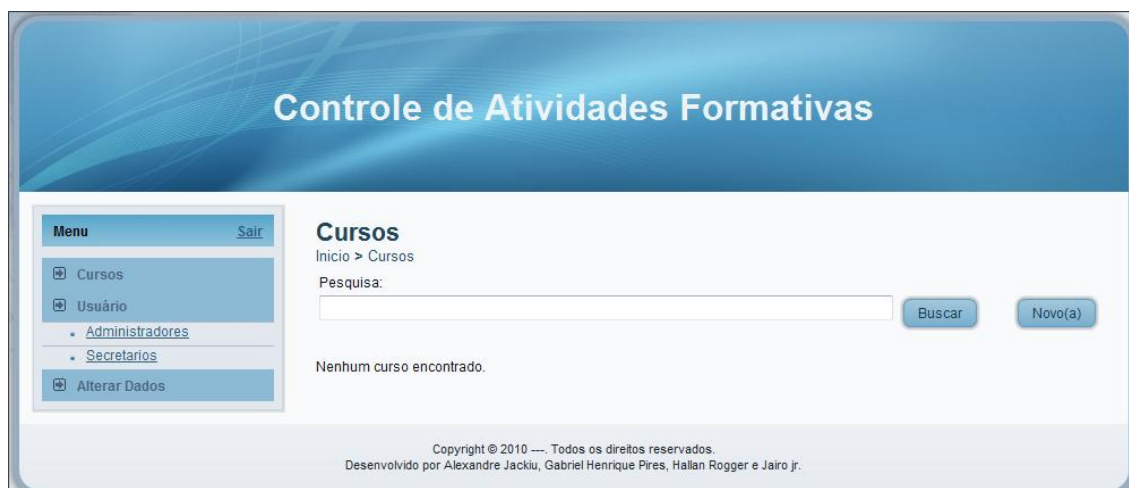 Controle de Atividades Formativas
Menu Sair
Cursos
Usuário
Administradores
Secretarios
Alterar Dados
Cursos
Inicio > Cursos
Pesquisa:
Buscar Novo(a)
Nenhum curso encontrado.
Copyright © 2010 ---. Todos os direitos reservados.
Desenvolvido por Alexandre Jackiu, Gabriel Henrique Pires, Hallan Rogger e Jairo jr.